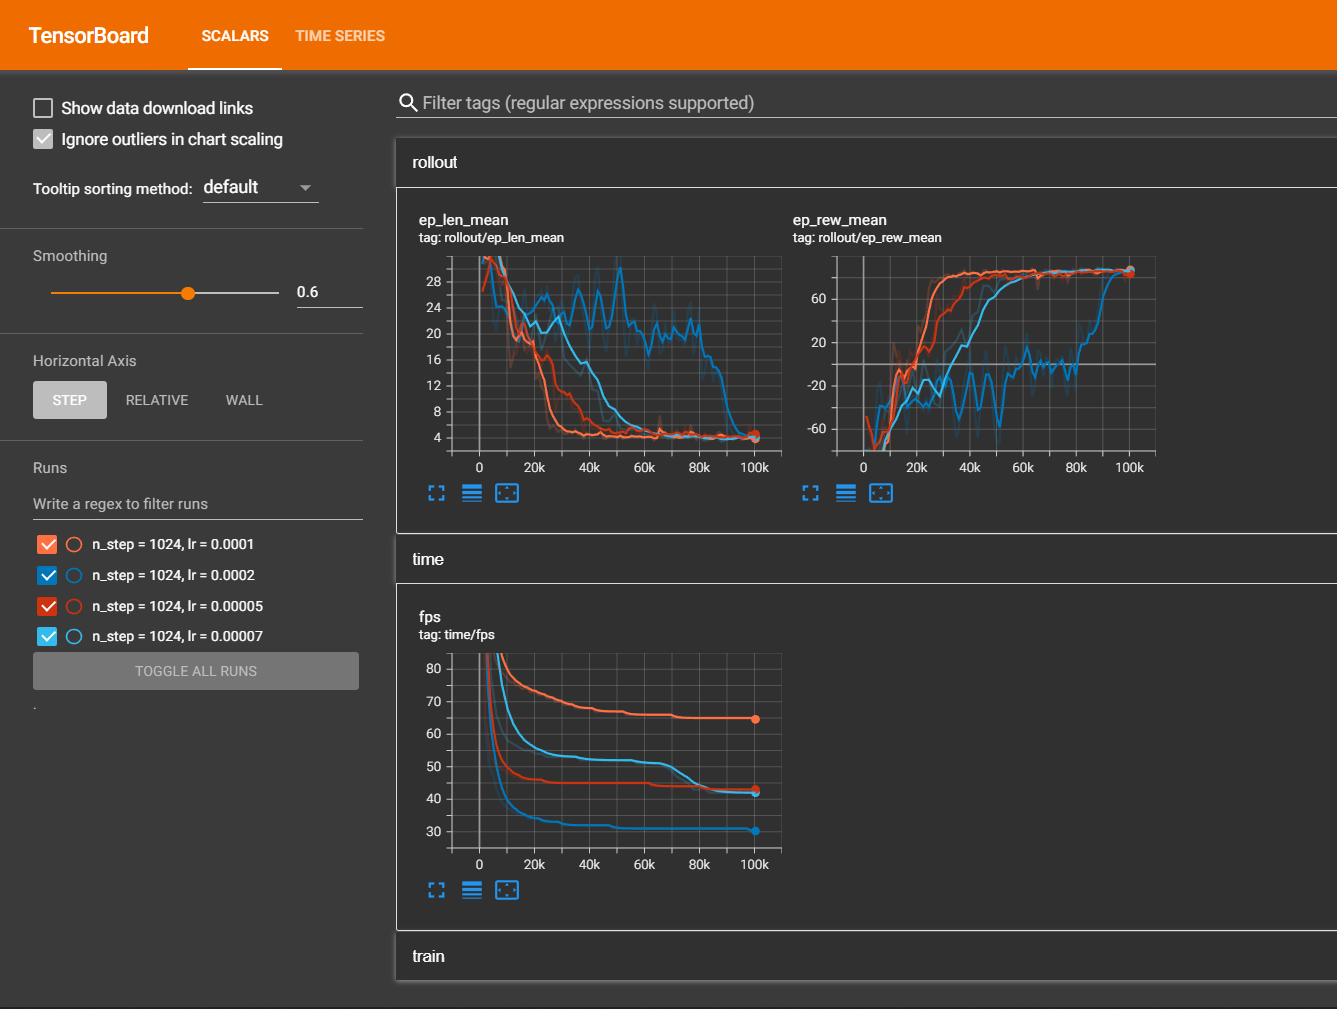 TensorBoard SCALARS TIME SERIES
Show data download links
Ignore outliers in chart scaling
Tooltip sorting method: default
Smoothing
0.6
Horizontal Axis
STEP RELATIVE WALL
Runs
Write a regex to filter runs
n_step = 1024, lr = 0.0001
n_step = 1024, lr = 0.0002
n_step = 1024, lr = 0.00005
n_step = 1024, lr = 0.00007
TOGGLE ALL RUNS
.
Filter tags (regular expressions supported)
rollout
ep_len_mean
tag: rollout/ep_len_mean
28
24
20
16
12
8
4
0 20k 40k 60k 80k 100k
ep_rew_mean
tag: rollout/ep_rew_mean
60
20
-20
-60
0 20k 40k 60k 80k 100k
time
fps
tag: time/fps
80
70
60
50
40
30
0 20k 40k 60k 80k 100k
train